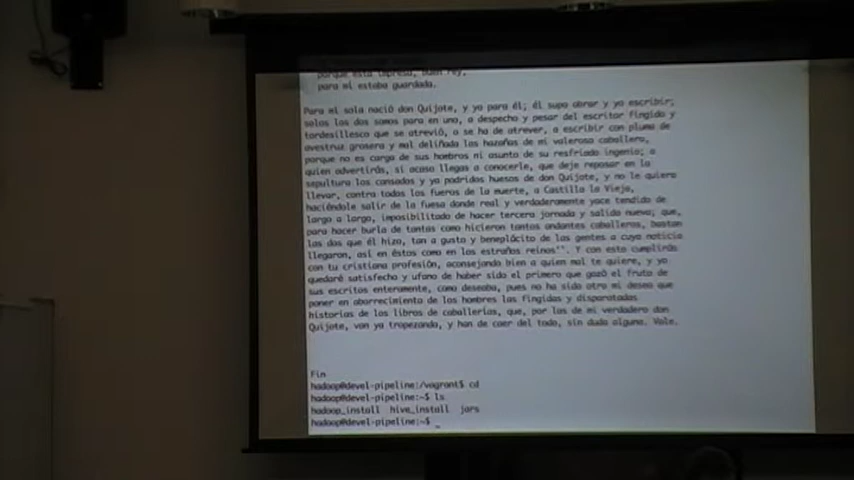 porque esta impresa, buen rey,
para mí estaba guardada.
Para mí sola nació don Quijote, y yo para él; él supo obrar y yo escribir;
solos los dos somos para en uno, a despecho y pesar del escritor fingido y
tordesillesco que se atrevió, o se ha de atrever, a escribir con pluma de
avestruz grosera y mal deliñada las hazañas de mi valeroso caballero,
porque no es carga de sus hombros ni asunto de su resfriado ingenio; a
quien advertirás, si acaso llegas a conocerle, que deje reposar en la
sepultura los cansados y ya podridos huesos de don Quijote, y no le quiera
llevar, contra todos los fueros de la muerte, a Castilla la Vieja,
haciéndole salir de la fuesa donde real y verdaderamente yace tendido de
largo a largo, imposibilitado de hacer tercera jornada y salida nueva; que,
para hacer burla de tantas como hicieron tantos andantes caballeros, bastan
las dos que él hizo, tan a gusto y beneplácito de las gentes a cuya noticia
llegaron, así en éstos como en los estraños reinos''. Y con esto cumplirás
con tu cristiana profesión, aconsejando bien a quien mal te quiere, y yo
quedaré satisfecho y ufano de haber sido el primero que gozó el fruto de
sus escritos enteramente, como deseaba, pues no ha sido otro mi deseo que
poner en aborrecimiento de los hombres las fingidas y disparatadas
historias de los libros de caballerías, que, por las de mi verdadero don
Quijote, van ya tropezando, y han de caer del todo, sin duda alguna. Vale.
Fin
hadoop@devel-pipeline:/vagrant$ cd
hadoop@devel-pipeline:~$ ls
hadoop_install hive_install jars
hadoop@devel-pipeline:~$ _